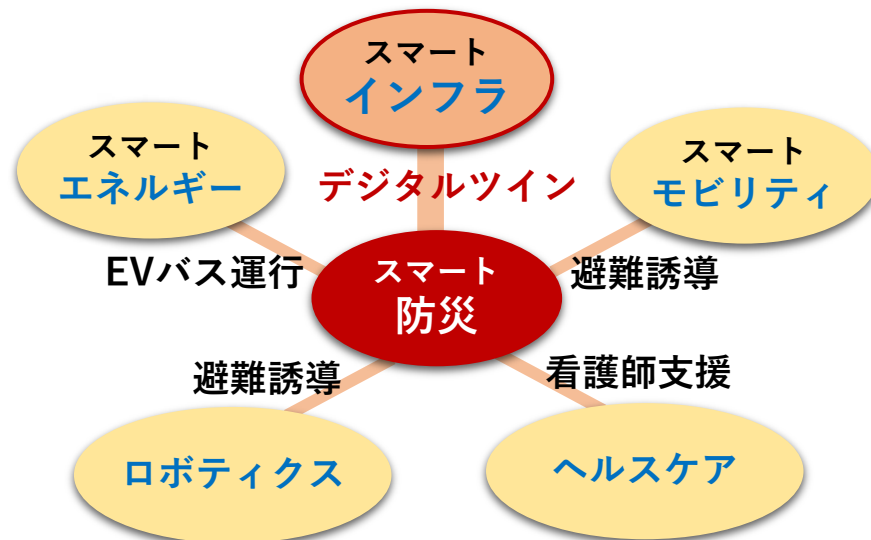 スマート
インフラ
スマート
エネルギー
スマート
モビリティ
デジタルツイン
EVバス運行
スマート
防災
避難誘導
避難誘導
看護師支援
ロボティクス
ヘルスケア